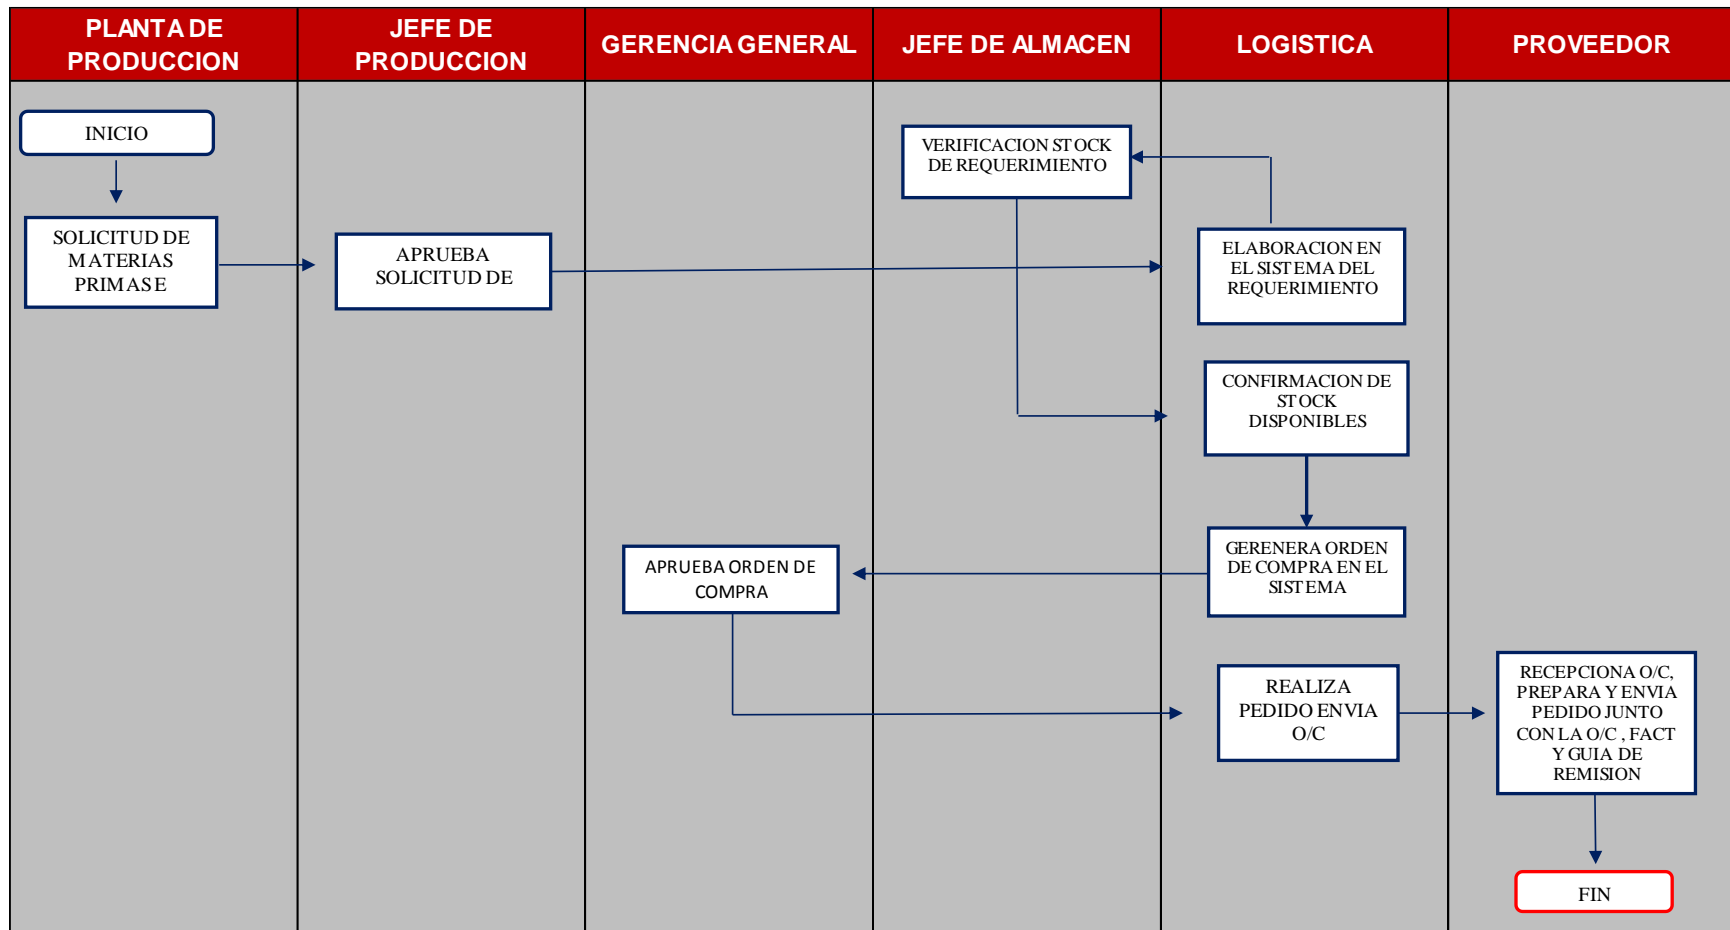 PLANTA DE
PRODUCCION
JEFE DE
PRODUCCION
GERENCIA GENERAL
JEFE DE ALMACEN
LOGISTICA
PROVEEDOR
INICIO
SOLICITUD DE
MATERIAS
PRIMAS E
APRUEBA
SOLICITUD DE
VERIFICACION STOCK
DE REQUERIMIENTO
ELABORACION EN
EL SISTEMA DEL
REQUERIMIENTO
CONFIRMACION DE
STOCK
DISPONIBLES
GERENERA ORDEN
DE COMPRA EN EL
SISTEMA
APRUEBA ORDEN DE
COMPRA
REALIZA
PEDIDO ENVIA
O/C
RECEPCIONA O/C,
PREPARA Y ENVIA
PEDIDO JUNTO
CON LA O/C , FACT
Y GUIA DE
REMISION
FIN